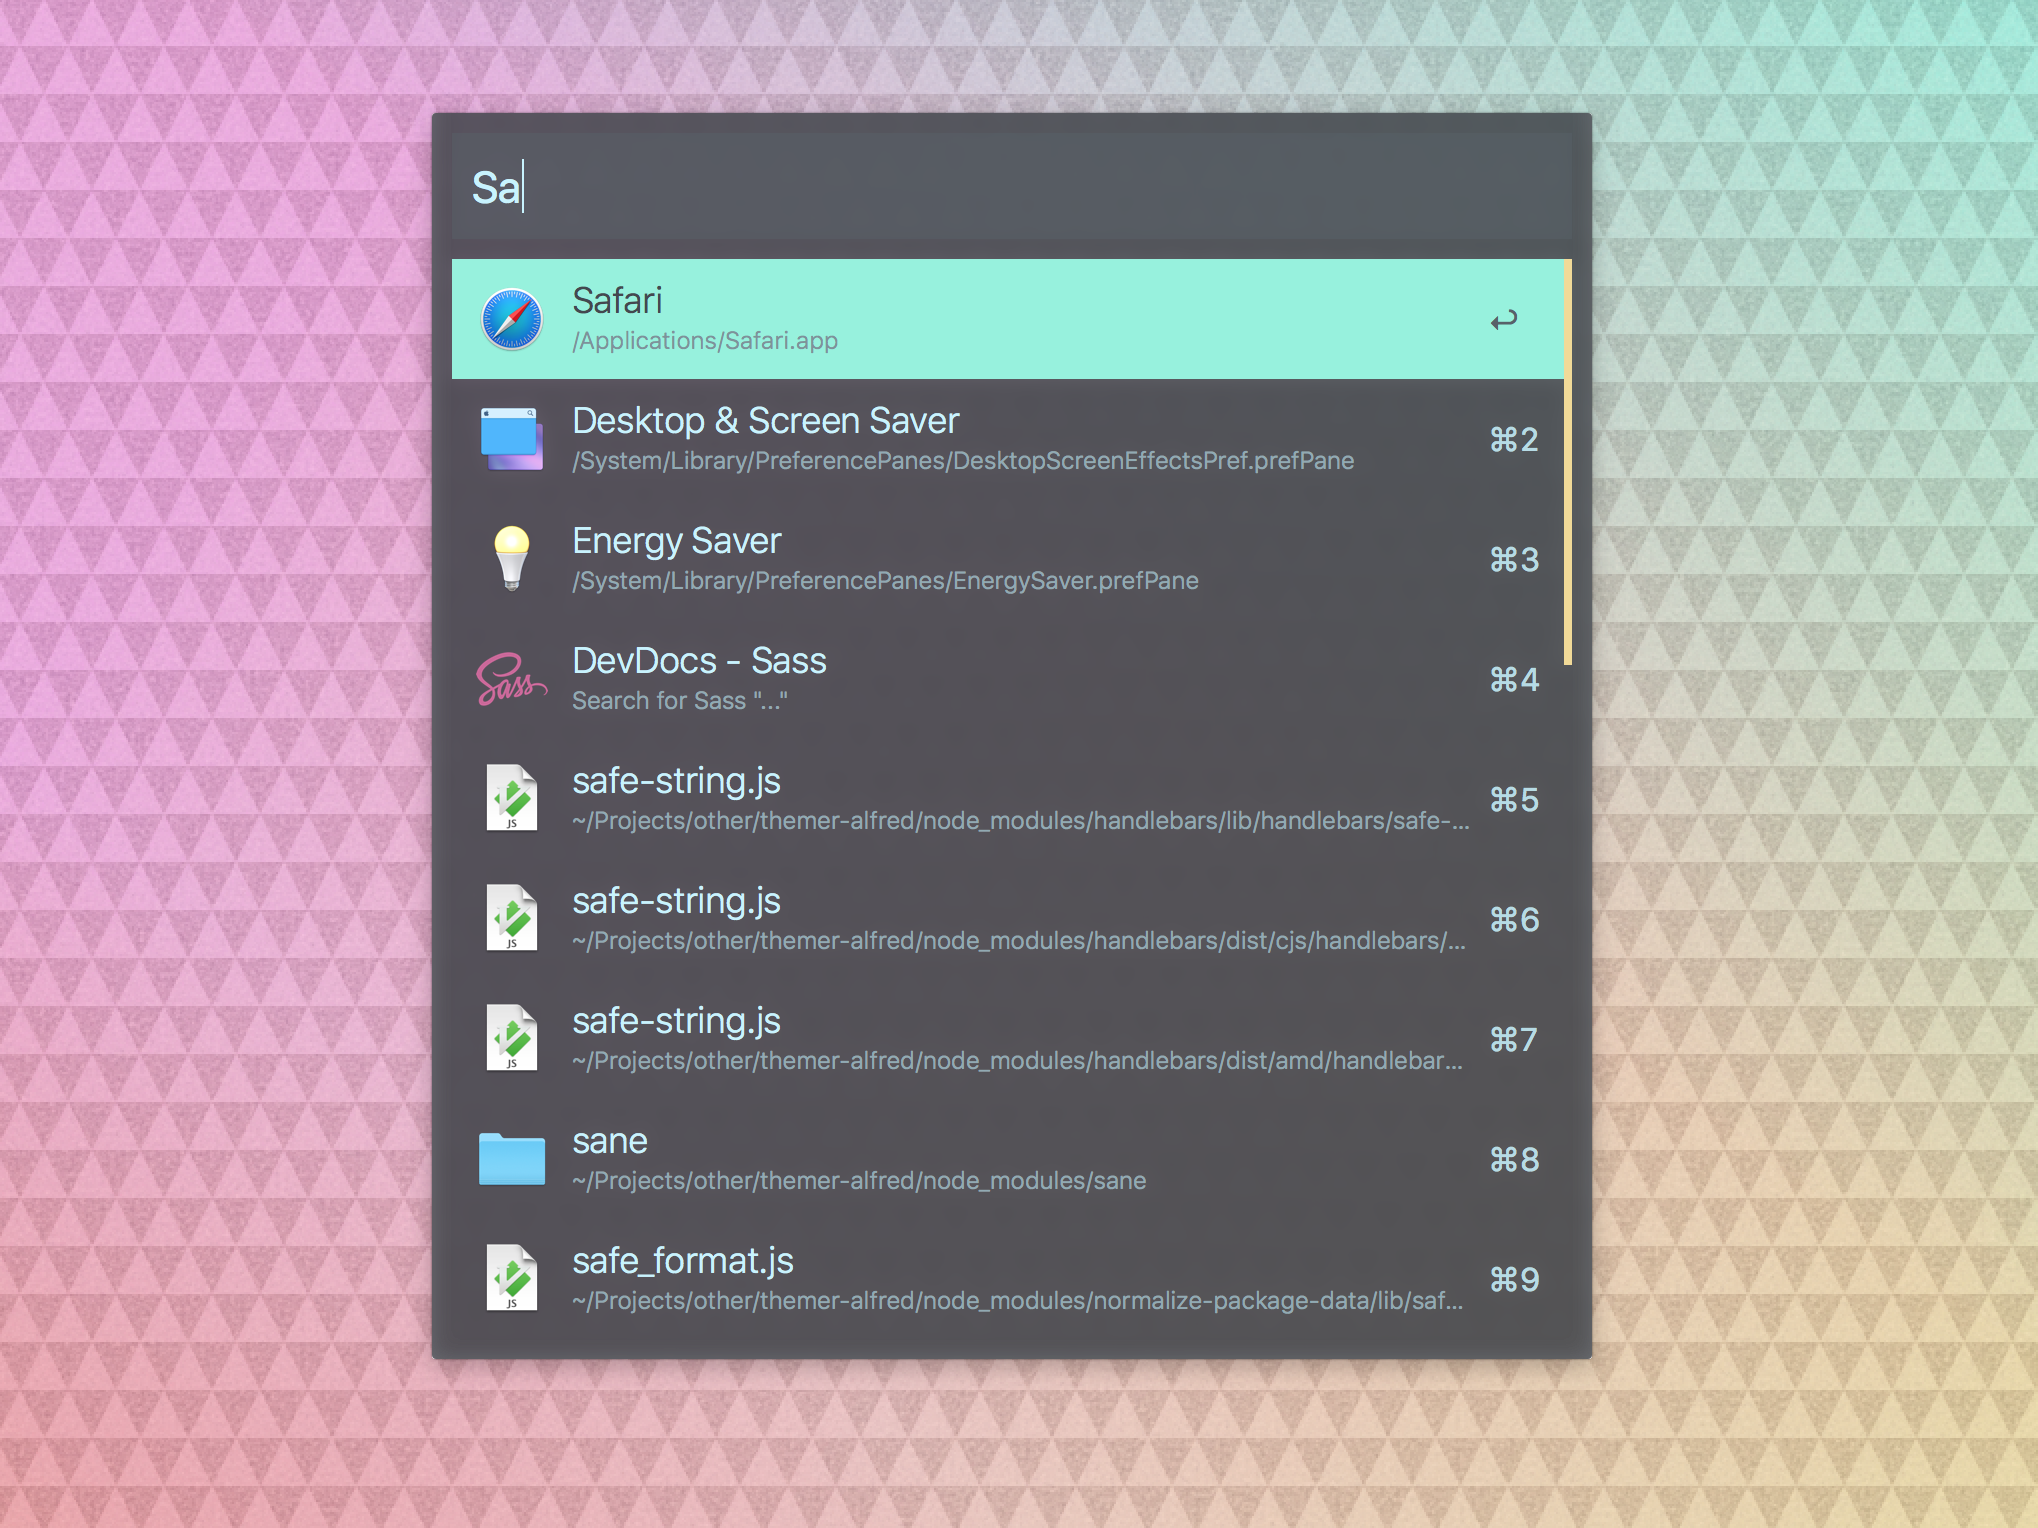 Sa
Safari
/Applications/Safari.app
Desktop & Screen Saver
⌘2
/System/Library/PreferencePanes/DesktopScreenEffectsPref.prefPane
Energy Saver
⌘3
/System/Library/PreferencePanes/EnergySaver.prefPane
Sass
DevDocs - Sass
⌘4
Search for Sass "..."
safe-string.js
⌘5
~/Projects/other/themer-alfred/node_modules/handlebars/lib/handlebars/safe-...
JS
safe-string.js
⌘6
~/Projects/other/themer-alfred/node_modules/handlebars/dist/cjs/handlebars/...
JS
safe-string.js
⌘7
~/Projects/other/themer-alfred/node_modules/handlebars/dist/amd/handlebar...
JS
sane
⌘8
~/Projects/other/themer-alfred/node_modules/sane
safe_format.js
⌘9
~/Projects/other/themer-alfred/node_modules/normalize-package-data/lib/saf...
JS